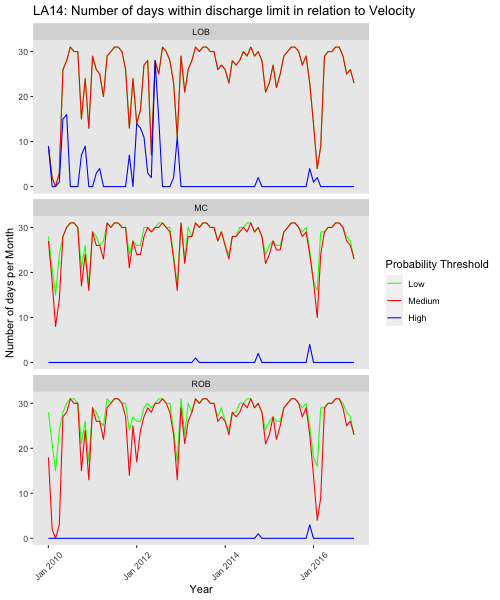 LA14: Number of days within discharge limit in relation to Velocity
LOB
30
20
10
0
MC
30
20
10
0
ROB
30
20
10
0
Number of days per Month
Jan 2010
Jan 2012
Jan 2014
Jan 2016
Year
Probability Threshold
Low
Medium
High